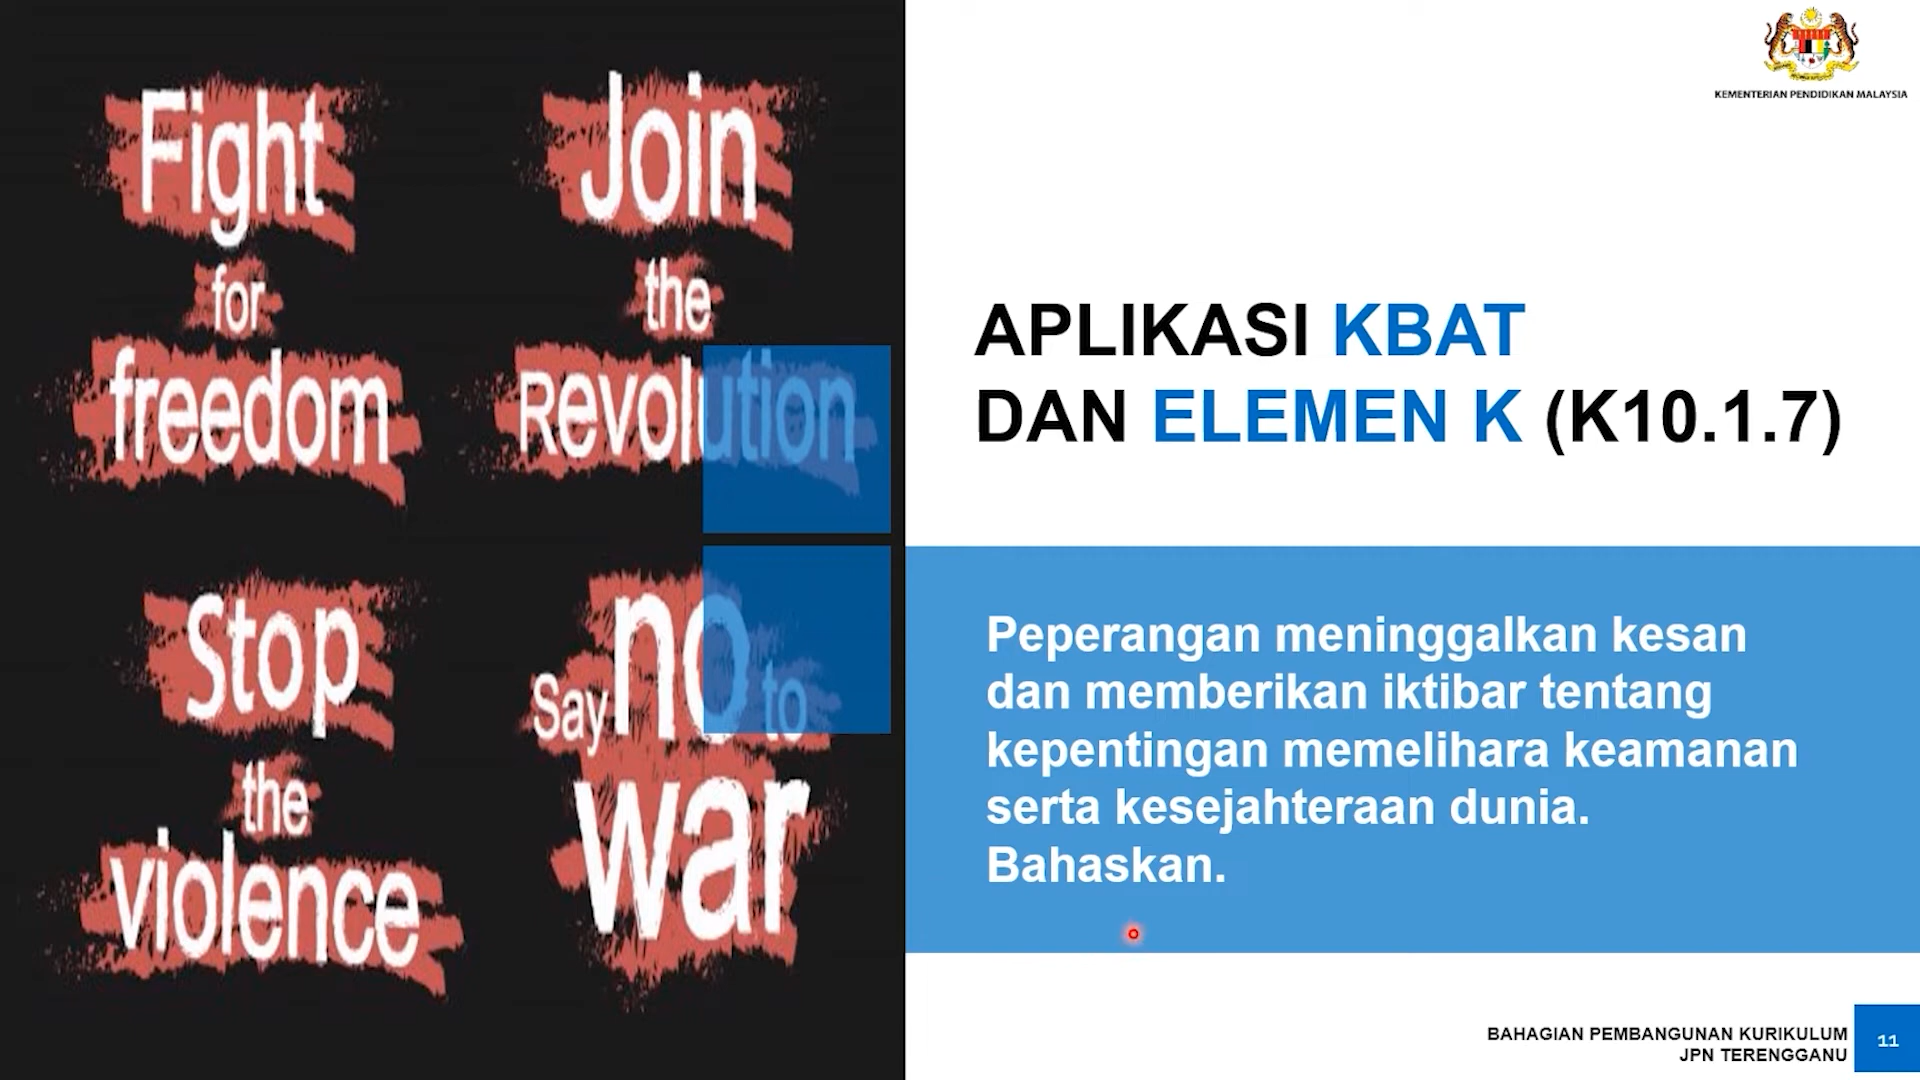 Fight
for
freedom
Join
the
Revolution
Stop
the
violence
Say no to
war
KEMENTERIAN PENDIDIKAN MALAYSIA
APLIKASI KBAT
DAN ELEMEN K (K10.1.7)
Peperangan meninggalkan kesan
dan memberikan iktibar tentang
kepentingan memelihara keamanan
serta kesejahteraan dunia.
Bahaskan.
BAHAGIAN PEMBANGUNAN KURIKULUM
JPN TERENGGANU
11